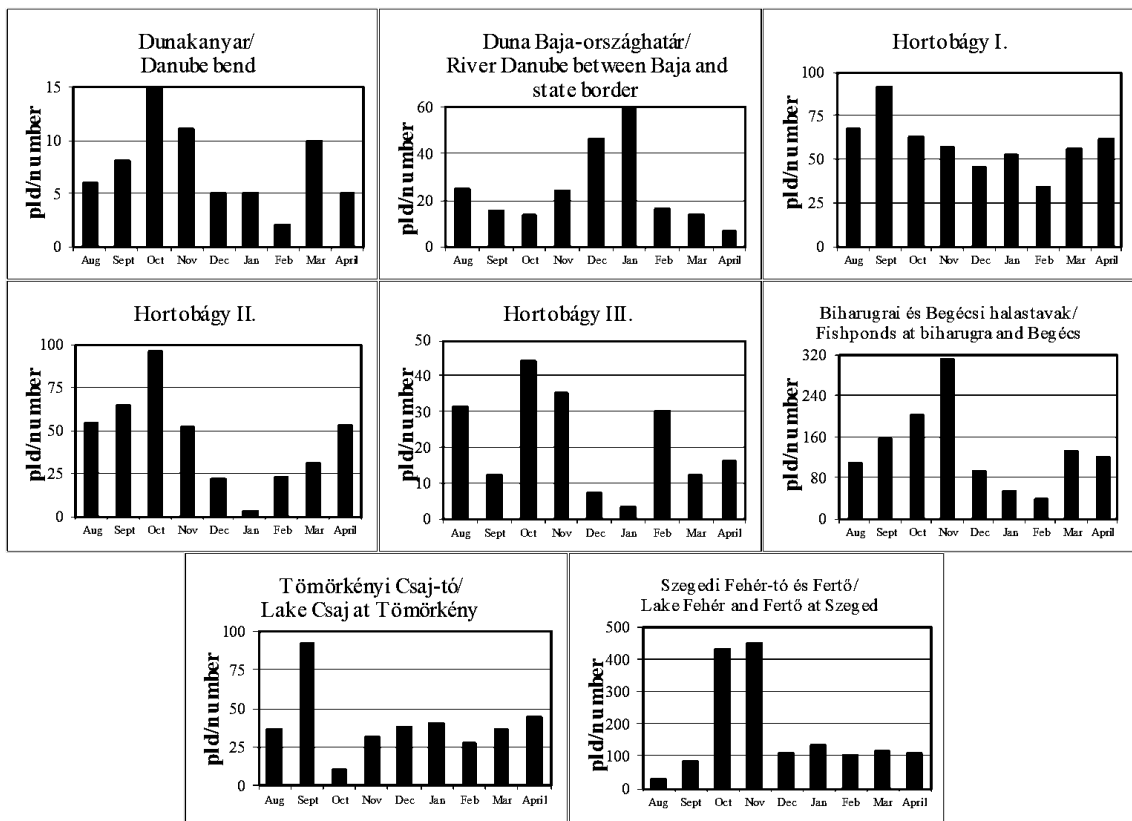 Dunakanyar/
Danube bend
pld/number
15
10
5
0
Aug Sept Oct Nov Dec Jan Feb Mar April
Duna Baja-országhatár/
River Danube between Baja and
state border
pld/number
60
40
20
0
Aug Sept Oct Nov Dec Jan Feb Mar April
Hortobágy I.
pld/number
100
75
50
25
0
Aug Sept Oct Nov Dec Jan Feb Mar April
Hortobágy II.
pld/number
100
75
50
25
0
Aug Sept Oct Nov Dec Jan Feb Mar April
Hortobágy III.
pld/number
50
40
30
20
10
0
Aug Sept Oct Nov Dec Jan Feb Mar April
Biharugrai és Begécsi halastavak/
Fishponds at biharugra and Begécs
pld/number
320
240
160
80
0
Aug Sept Oct Nov Dec Jan Feb Mar April
Tömörkényi Csaj-tó/
Lake Csaj at Tömörkény
pld/number
100
75
50
25
0
Aug Sept Oct Nov Dec Jan Feb Mar April
Szegedi Fehér-tó és Fertő/
Lake Fehér and Fertő at Szeged
pld/number
500
400
300
200
100
0
Aug Sept Oct Nov Dec Jan Feb Mar April